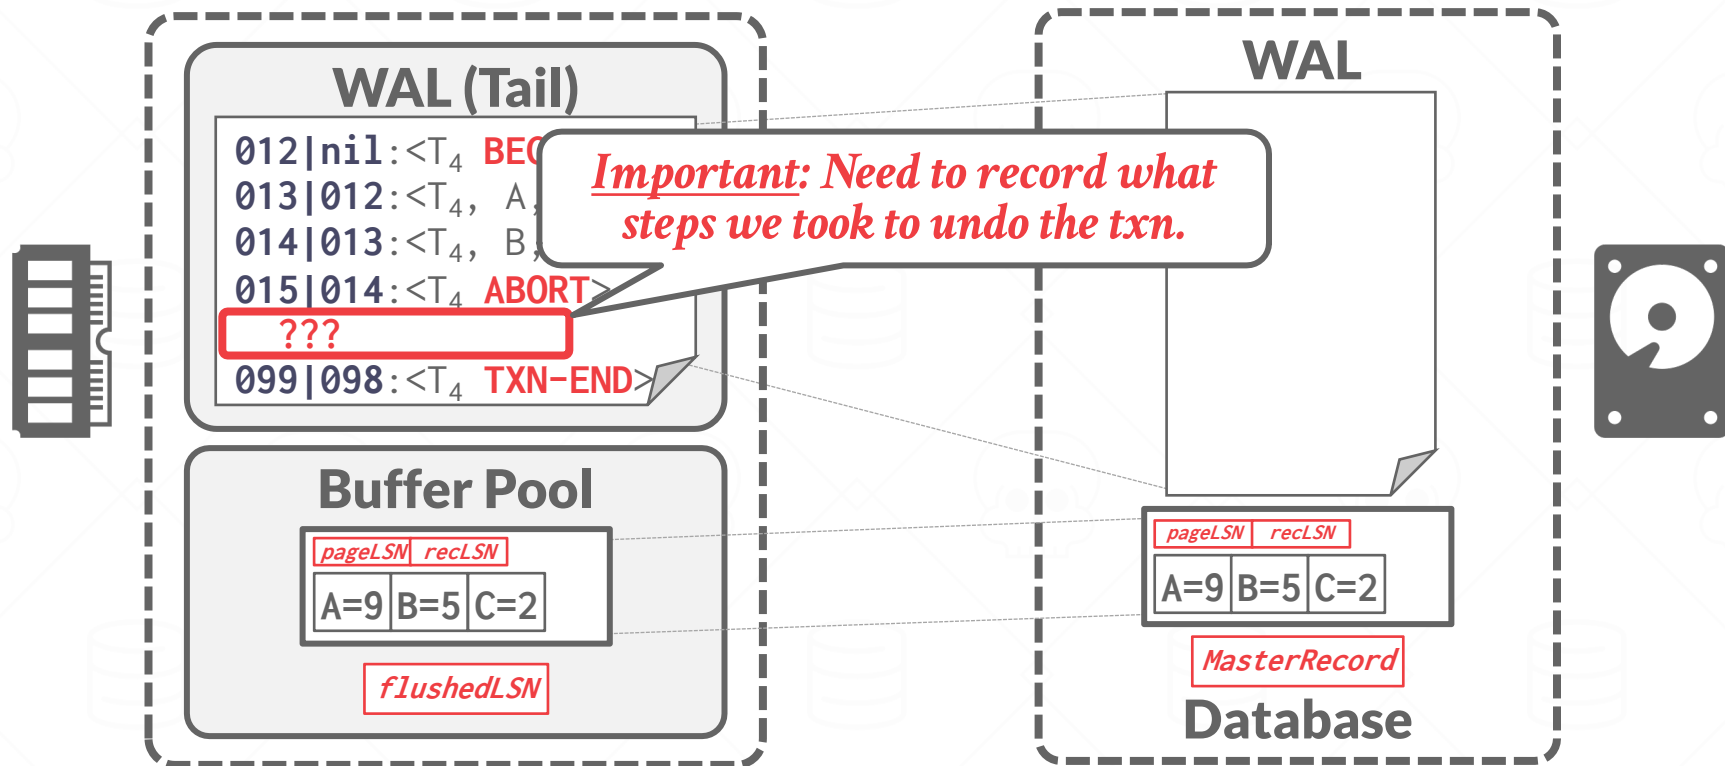 WAL (Tail)
012|nil:<T₄ BEG
013|012:<T₄, A,
014|013:<T₄, B,
015|014:<T₄ ABORT>
???
099|098:<T₄ TXN-END>
Important: Need to record what
steps we took to undo the txn.
Buffer Pool
pageLSN recLSN
A=9 B=5 C=2
flushedLSN
WAL
pageLSN recLSN
A=9 B=5 C=2
MasterRecord
Database